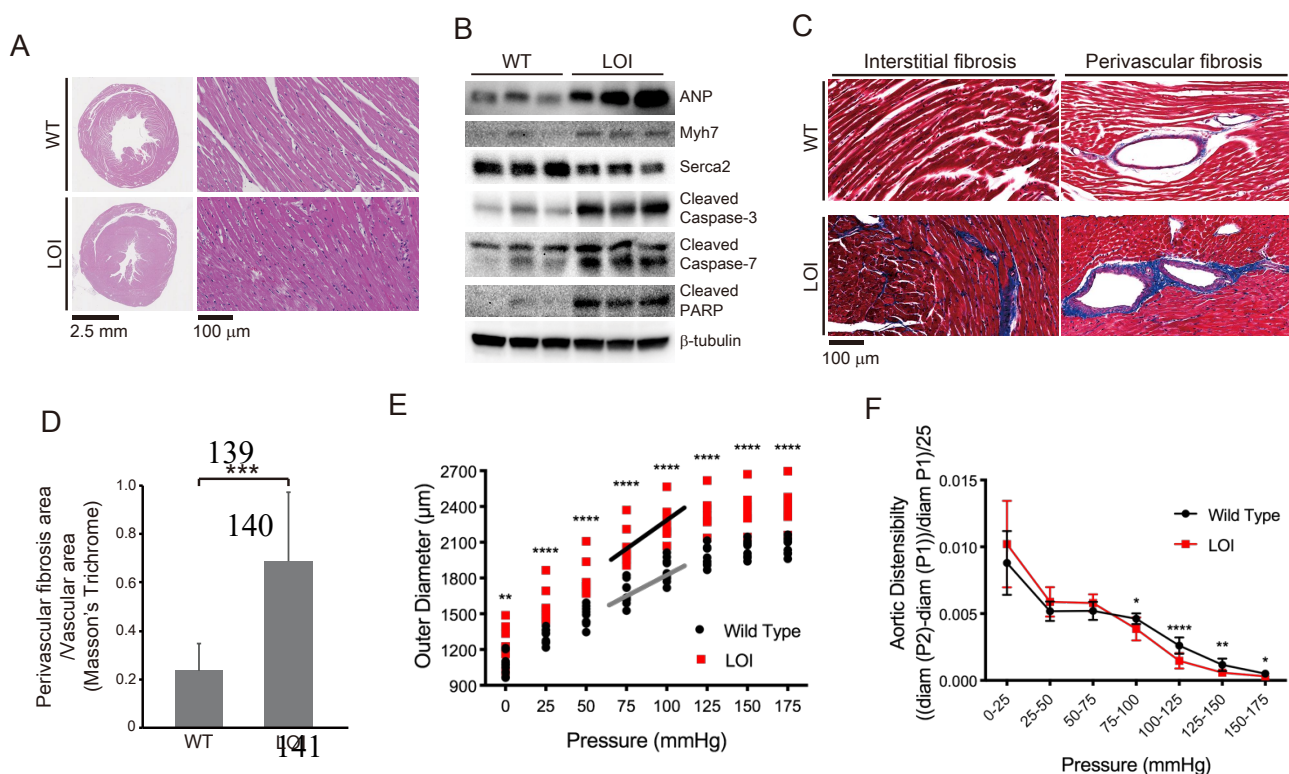 A
WT
LOI
2.5 mm
100 μm
B
WT LOI
ANP
Myh7
Serca2
Cleaved
Caspase-3
Cleaved
Caspase-7
Cleaved
PARP
β-tubulin
C
Interstitial fibrosis Perivascular fibrosis
WT
LOI
100 μm
D
139
***
140
Perivascular fibrosis area
/Vascular area
(Masson's Trichrome)
1.0
0.8
0.6
0.4
0.2
0
WT LOI
141
E
Outer Diameter (μm)
2700
2400
2100
1800
1500
1200
900
** **** **** **** **** **** **** ****
Wild Type
LOI
0 25 50 75 100 125 150 175
Pressure (mmHg)
F
Aortic Distensibilty
((diam (P2)-diam (P1))/diam P1)/25
0.015
0.010
0.005
0.000
Wild Type
LOI
* **** ** *
0-25 25-50 50-75 75-100 100-125 125-150 150-175
Pressure (mmHg)